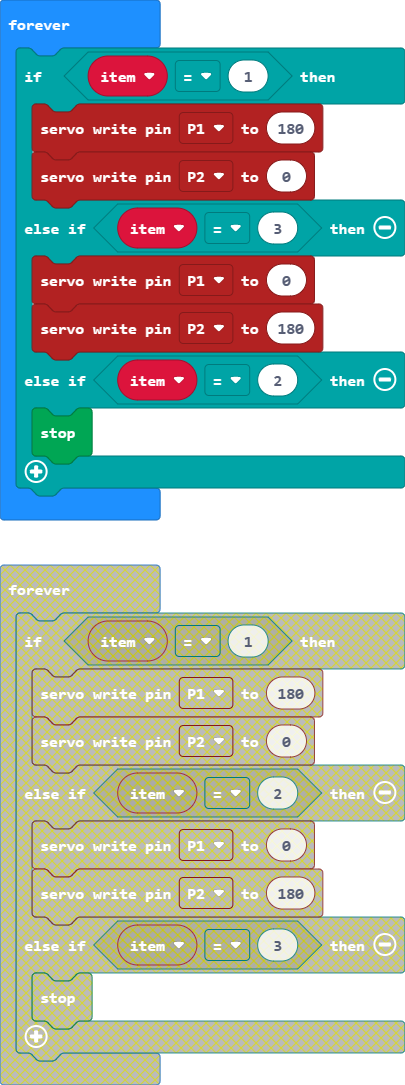 forever
if item = 1 then
servo write pin P1 to 180
servo write pin P2 to 0
else if item = 3 then
servo write pin P1 to 0
servo write pin P2 to 180
else if item = 2 then
stop
forever
if item = 1 then
servo write pin P1 to 180
servo write pin P2 to 0
else if item = 2 then
servo write pin P1 to 0
servo write pin P2 to 180
else if item = 3 then
stop